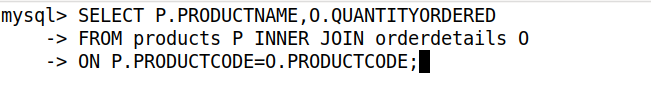 mysql> SELECT P.PRODUCTNAME,O.QUANTITYORDERED
    -> FROM products P INNER JOIN orderdetails O
    -> ON P.PRODUCTCODE=O.PRODUCTCODE;